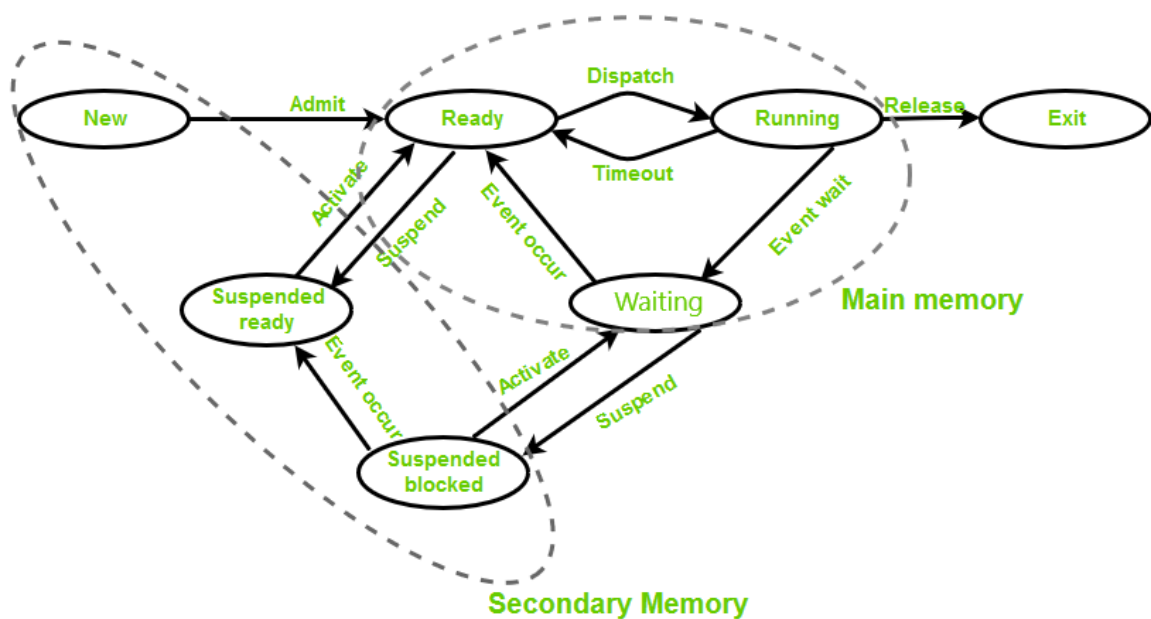 Dispatch
New
Admit
Ready
Running
Release
Exit
Timeout
Activate
Suspend
Event occur
Event wait
Suspended
ready
Waiting
Main memory
Event occur
Activate
Suspend
Suspended
blocked
Secondary Memory